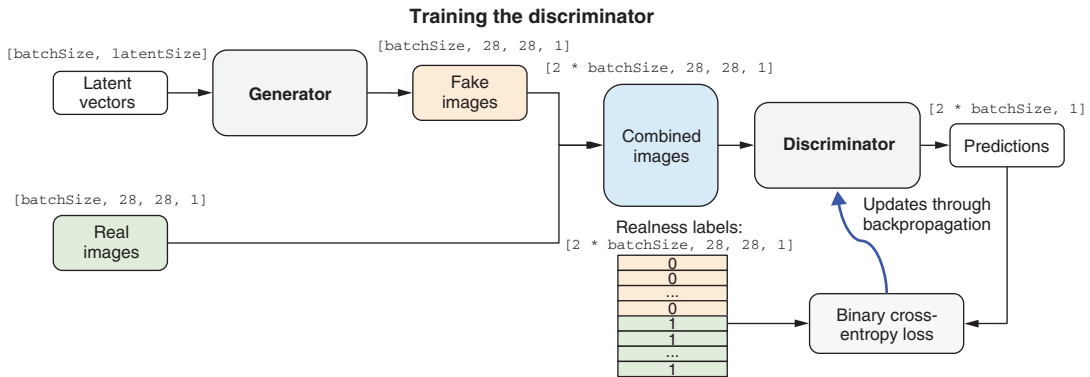 Training the discriminator
[batchSize, latentSize]
Latent
vectors
Generator
[batchSize, 28, 28, 1]
Fake
images
[2 * batchSize, 28, 28, 1]
Combined
images
Discriminator
[2 * batchSize, 1]
Predictions
[batchSize, 28, 28, 1]
Real
images
Updates through
backpropagation
Realness labels:
[2 * batchSize, 28, 28, 1]
0
0
...
0
1
1
...
1
Binary cross-
entropy loss